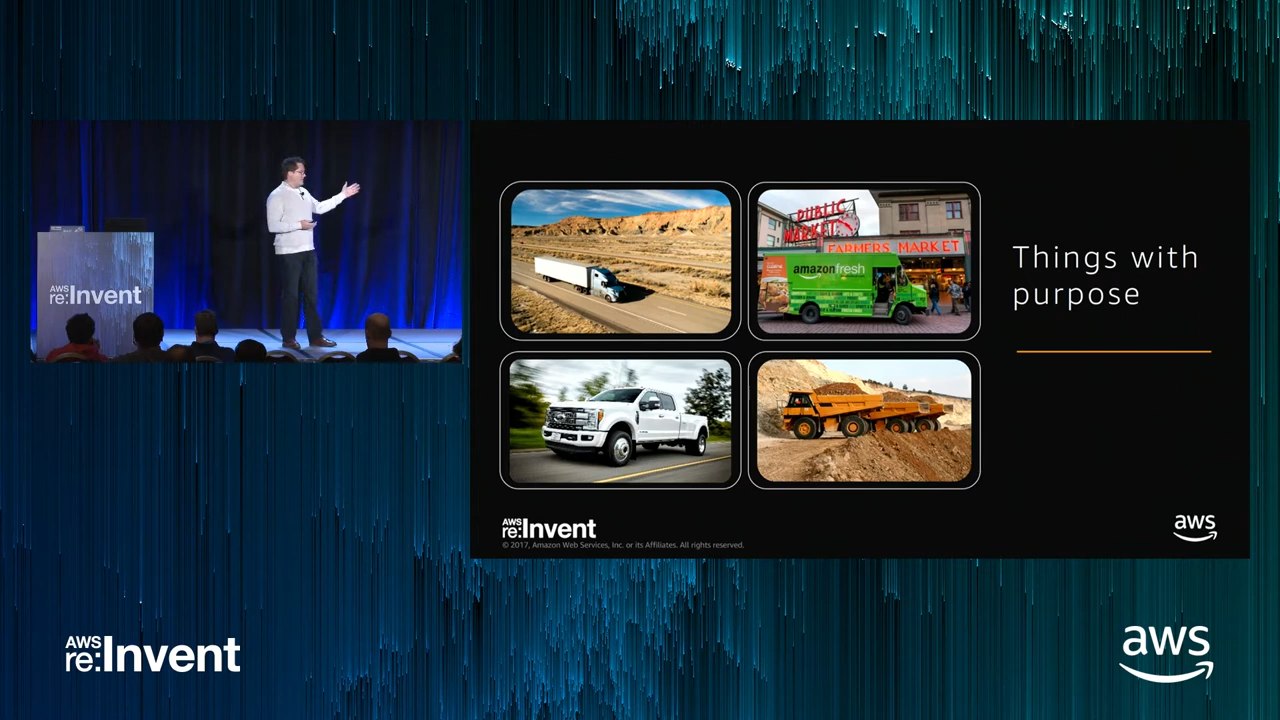 AWS
re:Invent
PUBLIC
MARKET
FARMERS MARKET
amazonfresh
Things with
purpose
AWS
re:Invent
© 2017, Amazon Web Services, Inc. or its Affiliates. All rights reserved.
aws
AWS
re:Invent
aws